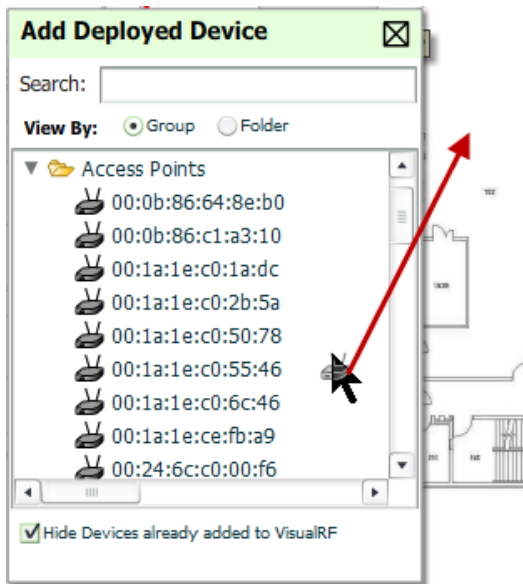 Add Deployed Device
Search:
View By: Group Folder
Access Points
00:0b:86:64:8e:b0
00:0b:86:c1:a3:10
00:1a:1e:c0:1a:dc
00:1a:1e:c0:2b:5a
00:1a:1e:c0:50:78
00:1a:1e:c0:55:46
00:1a:1e:c0:6c:46
00:1a:1e:ce:fb:a9
00:24:6c:c0:00:f6
Hide Devices already added to VisualRF